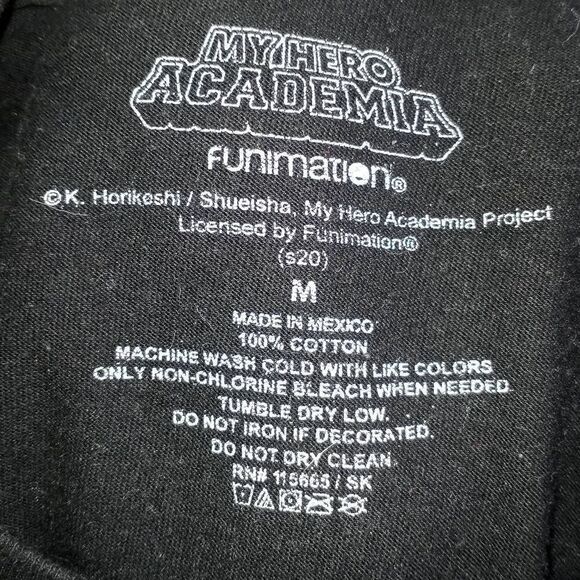 MY HERO
ACADEMIA
FUNIMATION®
©K. Horikoshi / Shueisha, My Hero Academia Project
Licensed by Funimation®
(s20)
M
MADE IN MEXICO
100% COTTON
MACHINE WASH COLD WITH LIKE COLORS
ONLY NON-CHLORINE BLEACH WHEN NEEDED
TUMBLE DRY LOW.
DO NOT IRON IF DECORATED.
DO NOT DRY CLEAN.
RN# 115665 / SK